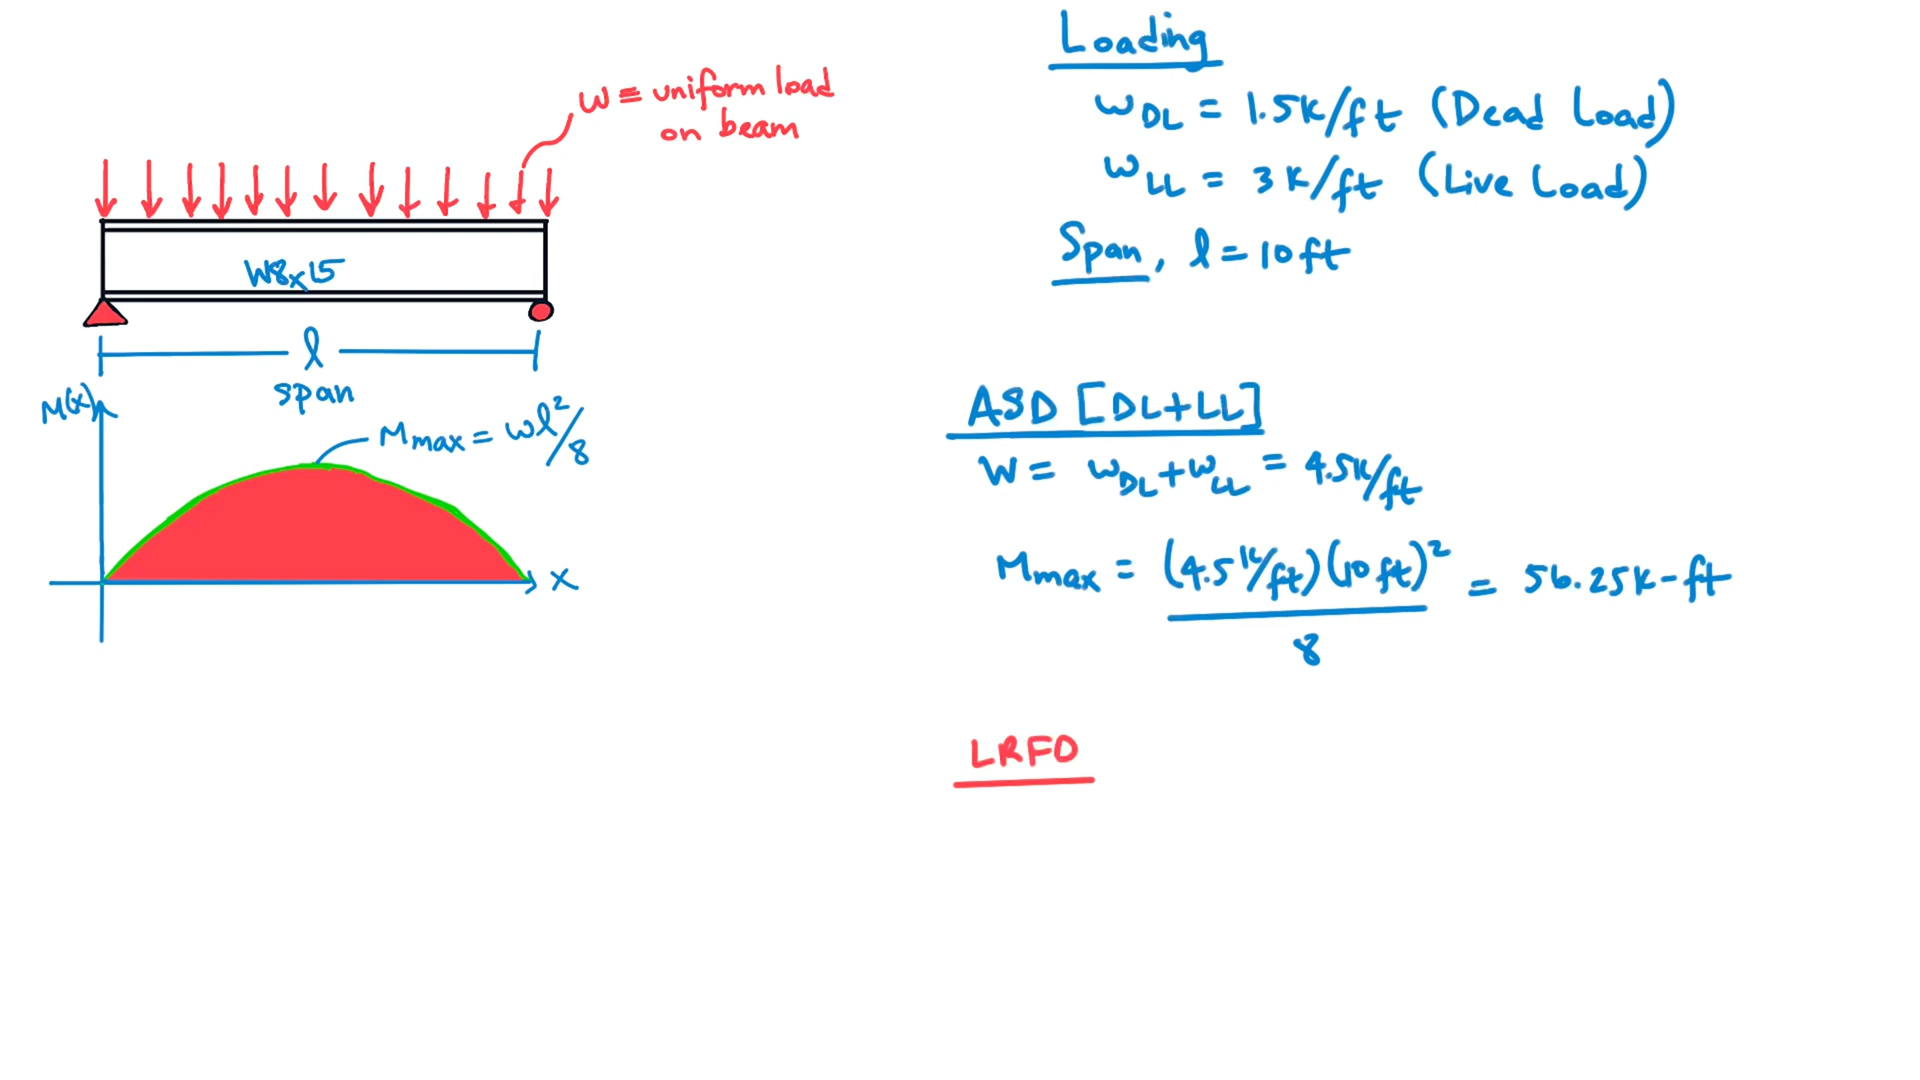 w ≡ uniform load
on beam
W8x15
l
span
M(x)
Mmax = wl²/8
x
Loading
wDL = 1.5k/ft (Dead Load)
wLL = 3k/ft (Live Load)
Span, l = 10ft
ASD [DL+LL]
W = wDL+wLL = 4.5k/ft
Mmax = (4.5k/ft)(10ft)² = 56.25k-ft
8
LRFD